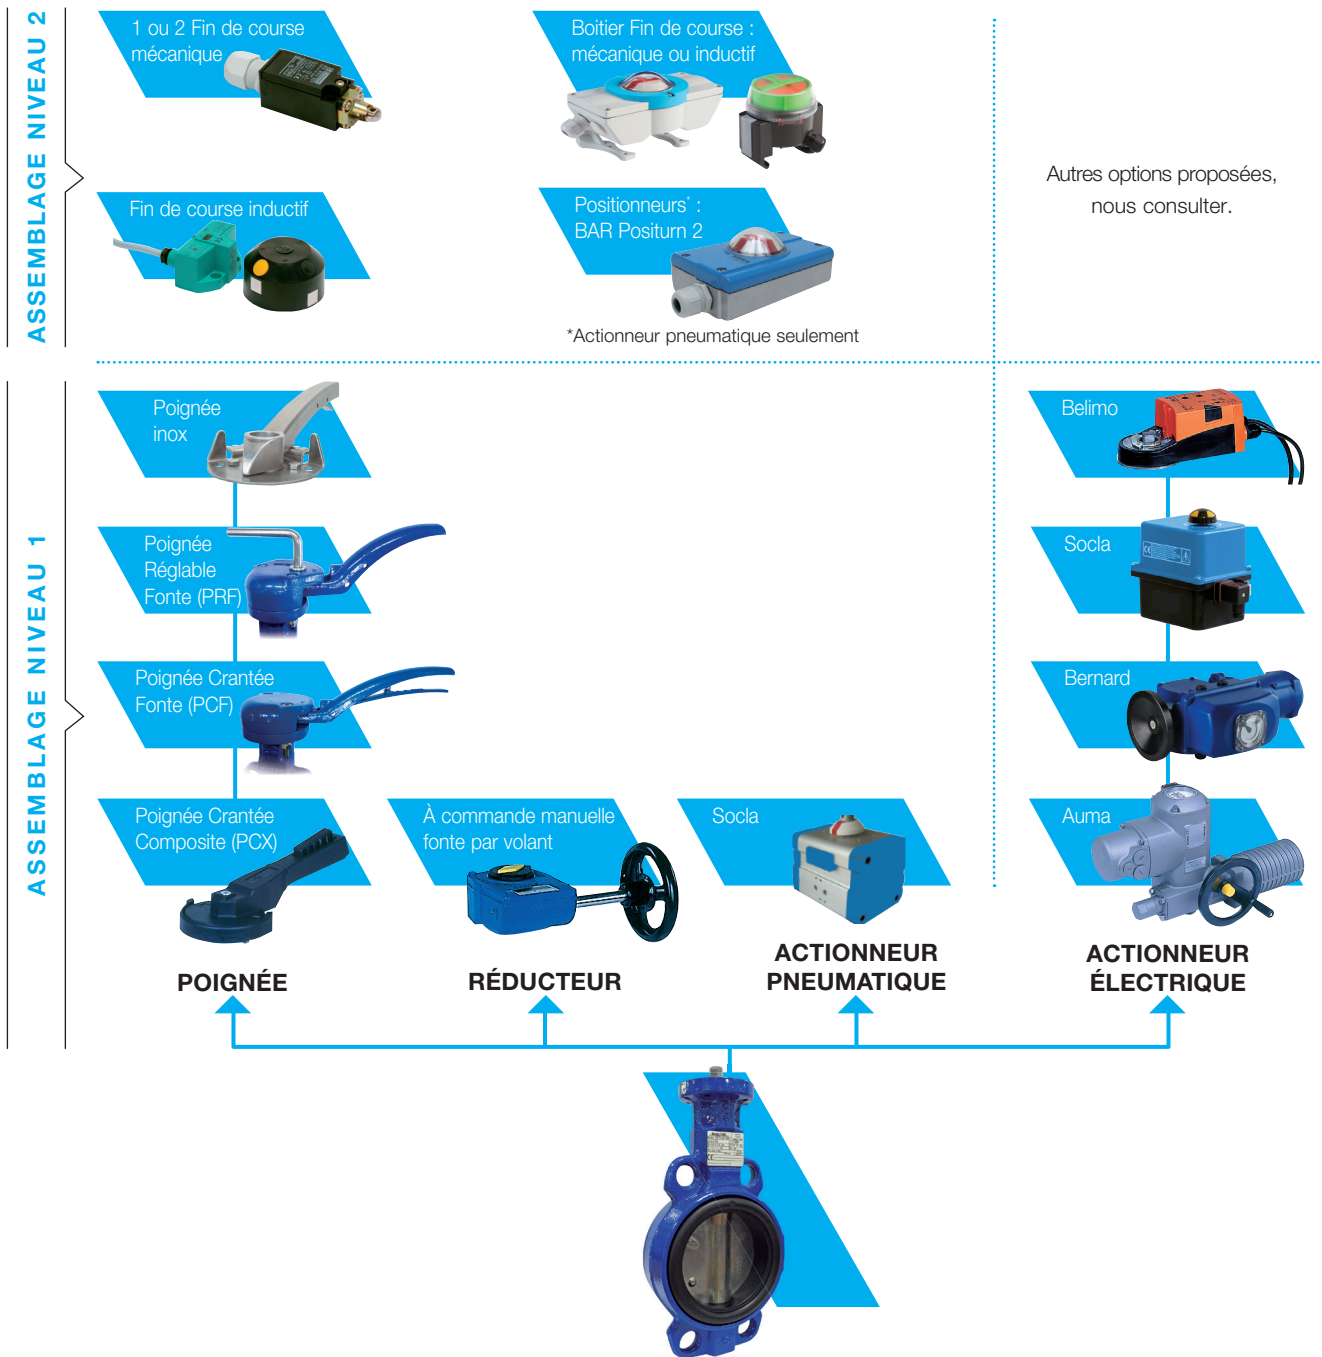 ASSEMBLAGE NIVEAU 2
1 ou 2 Fin de course
mécanique
Boitier Fin de course :
mécanique ou inductif
Fin de course inductif
Positionneurs* :
BAR Positurn 2
*Actionneur pneumatique seulement
Autres options proposées,
nous consulter.
ASSEMBLAGE NIVEAU 1
Poignée
inox
Poignée
Réglable
Fonte (PRF)
Poignée Crantée
Fonte (PCF)
Poignée Crantée
Composite (PCX)
POIGNÉE
À commande manuelle
fonte par volant
RÉDUCTEUR
Socla
ACTIONNEUR
PNEUMATIQUE
Belimo
Socla
Bernard
Auma
ACTIONNEUR
ÉLECTRIQUE